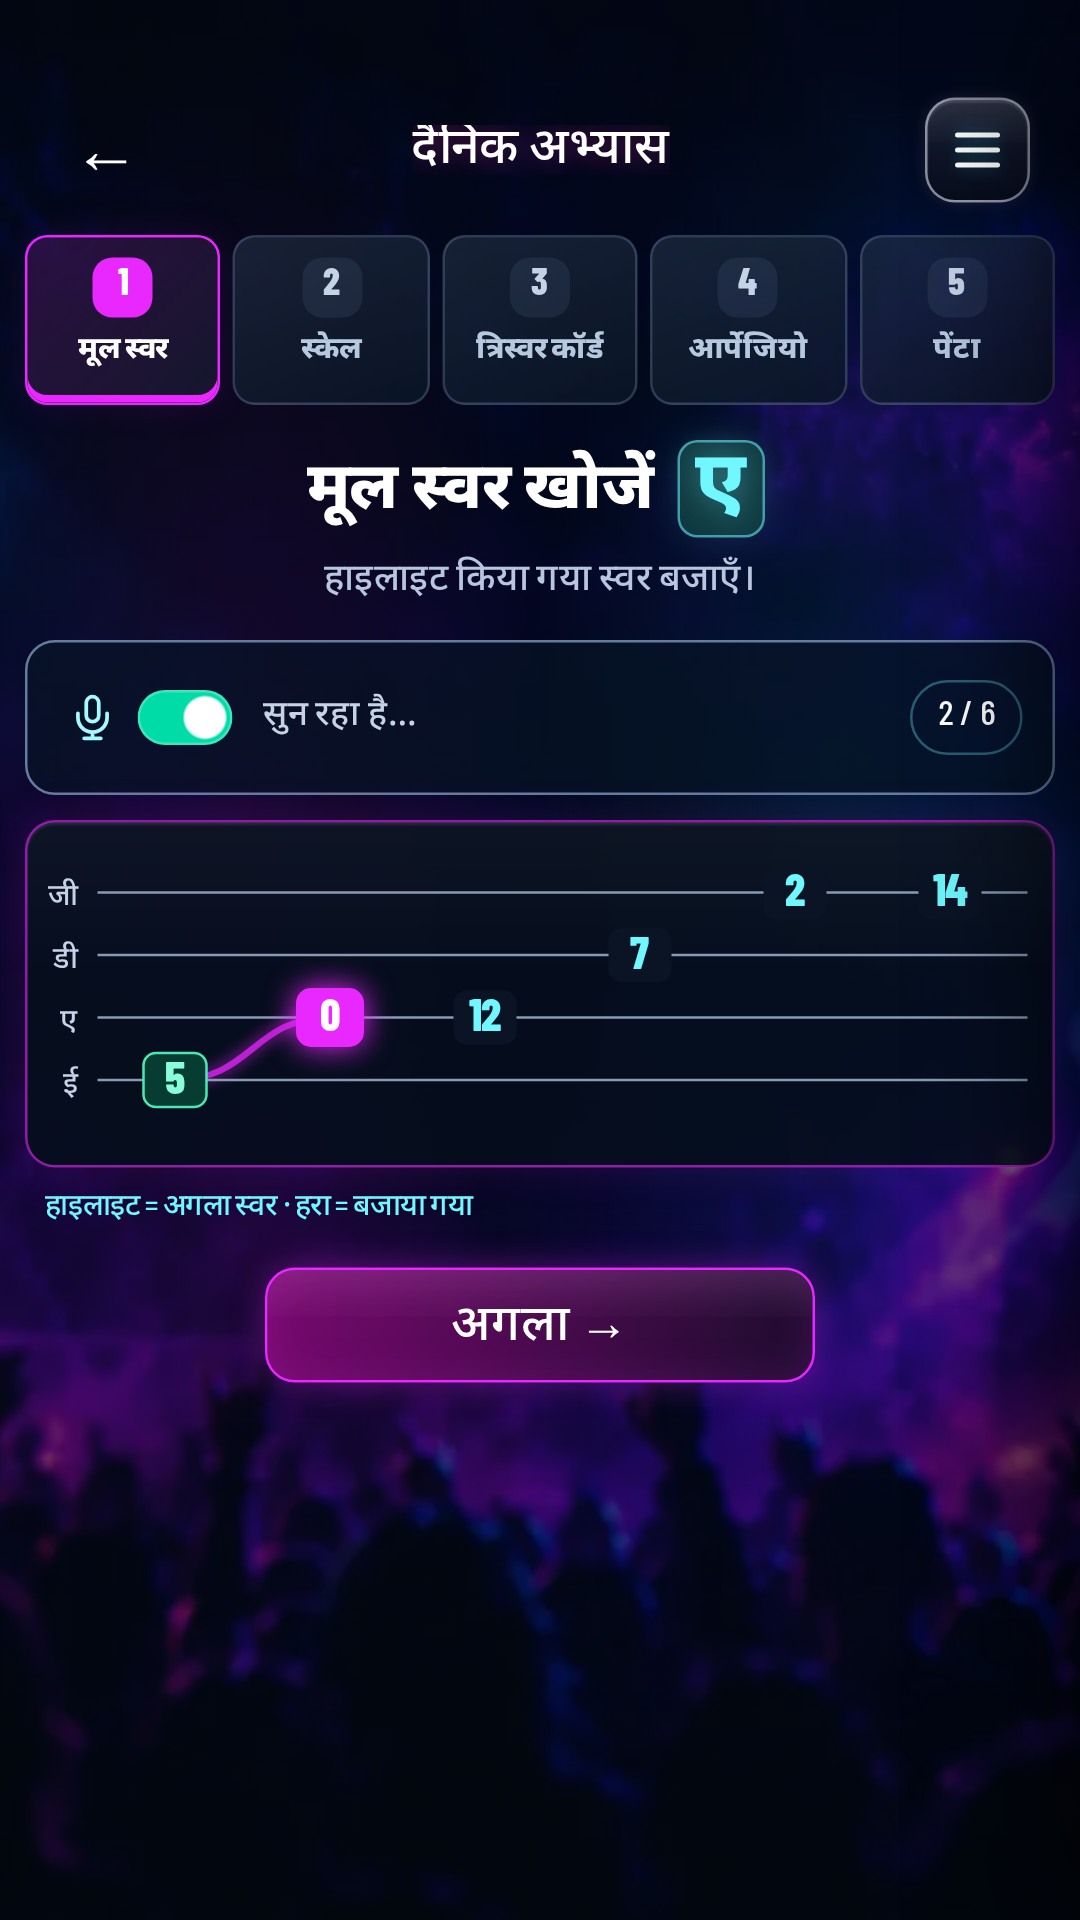 ← दैनिक अभ्यास
1 2 3 4 5
मूल स्वर स्केल त्रिस्वर कॉर्ड आर्पेजियो पेंटा
मूल स्वर खोजें ए
हाइलाइट किया गया स्वर बजाएँ।
सुन रहा है... 2 / 6
जी 2 14
डी 7
ए 0 12
ई 5
हाइलाइट = अगला स्वर · हरा = बजाया गया
अगला →